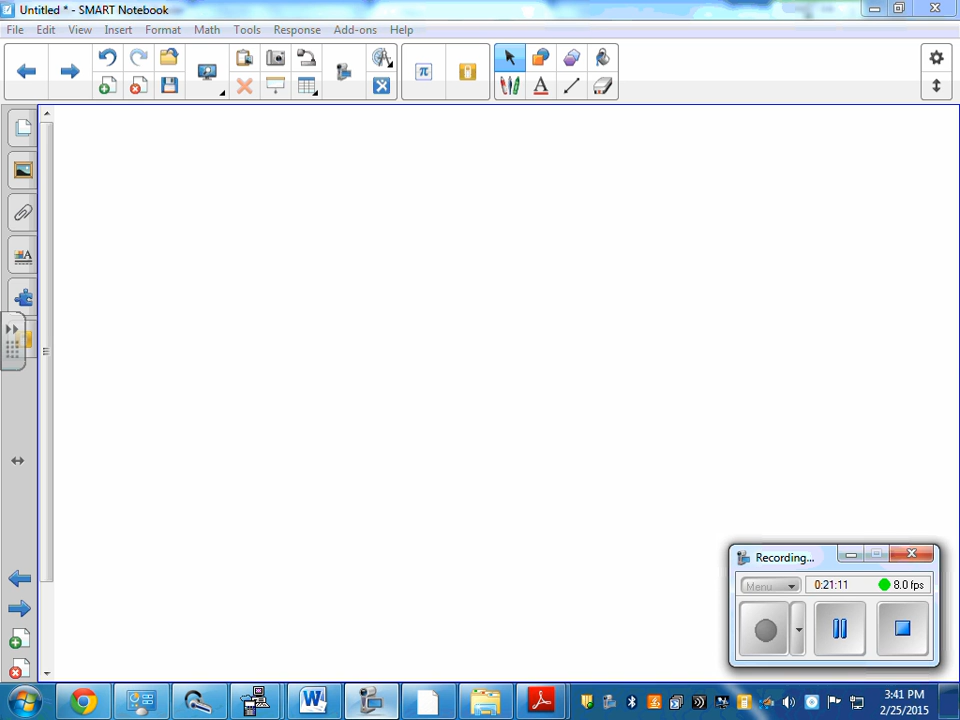 Untitled * - SMART Notebook
File Edit View Insert Format Math Tools Response Add-ons Help
π
A
A
Recording...
Menu 0:21:11 8.0 fps
W
3:41 PM
2/25/2015